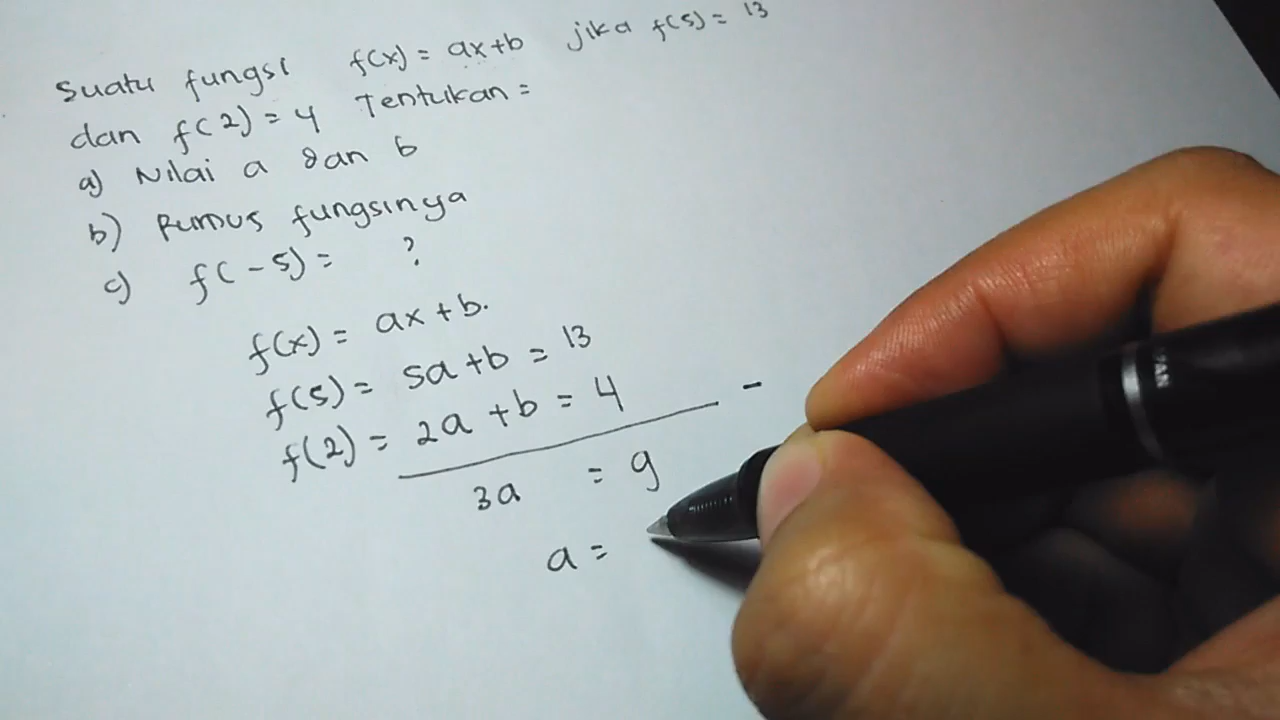 Suatu fungsi f(x) = ax+b jika f(5) = 13
dan f(2) = 4 Tentukan =
a) Nilai a dan b
b) Rumus fungsinya
c) f(-5) = ?
f(x) = ax + b.
f(5) = 5a + b = 13
f(2) = 2a + b = 4 -
3a = 9
a =